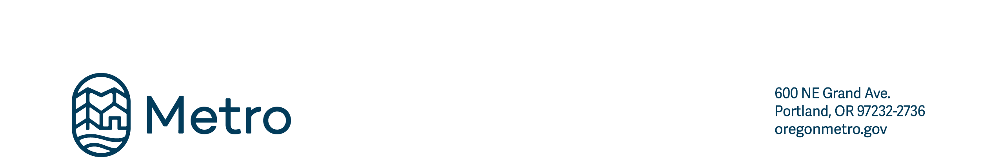 Metro
600 NE Grand Ave.
Portland, OR 97232-2736
oregonmetro.gov